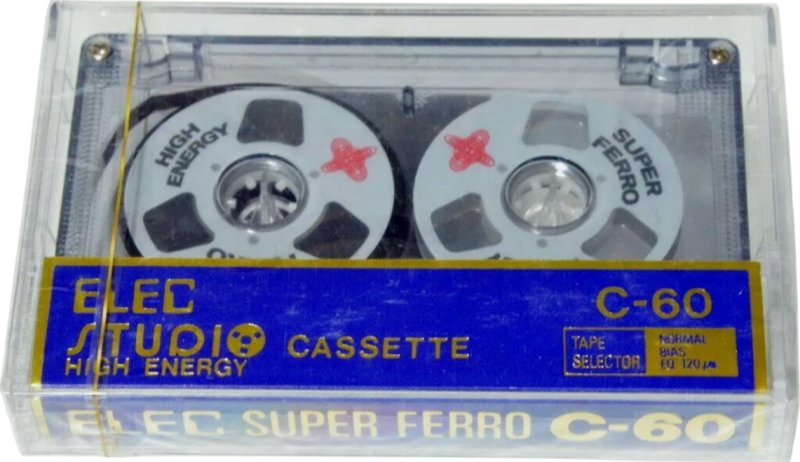 HIGH
ENERGY
SUPER
FERRO
ELEC
STUDIO
HIGH ENERGY
CASSETTE
C-60
TAPE
SELECTOR
NORMAL
BIAS
EQ 120 μs
ELEC SUPER FERRO C-60